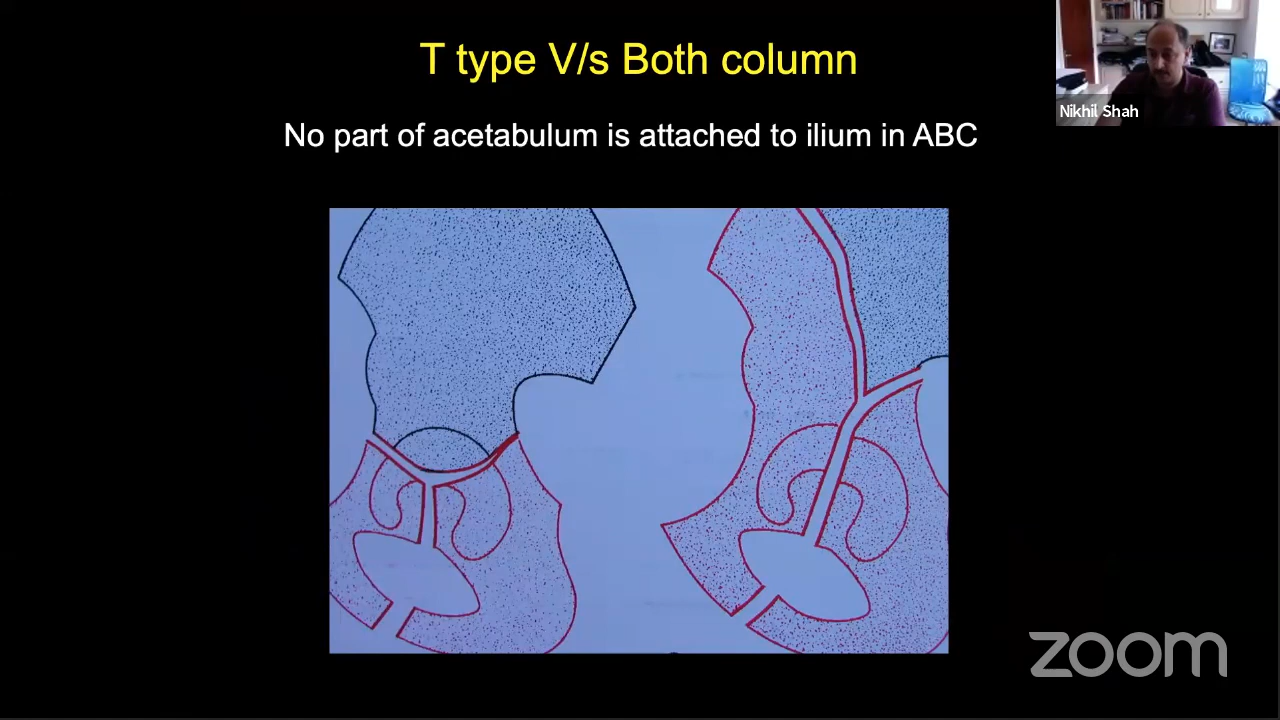 T type V/s Both column
No part of acetabulum is attached to ilium in ABC
Nikhil Shah
zoom